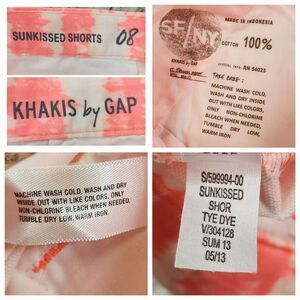 SUNKISSED SHORTS 08
KHAKIS by GAP
SF/NY
MADE IN INDONESIA
COTTON 100%
RN 54023
TAKE CARE:
MACHINE WASH COLD,
WASH AND DRY
INSIDE OUT
WITH LIKE COLORS,
ONLY NON-CHLORINE
BLEACH WHEN NEEDED,
TUMBLE DRY LOW,
WARM IRON
MACHINE WASH COLD, WASH AND DRY
INSIDE OUT WITH LIKE COLORS, ONLY
NON-CHLORINE BLEACH WHEN NEEDED,
TUMBLE DRY LOW, WARM IRON.
S/599994-00
SUNKISSED
SHOR
TYE DYE
V/304128
SUM 13
05/13